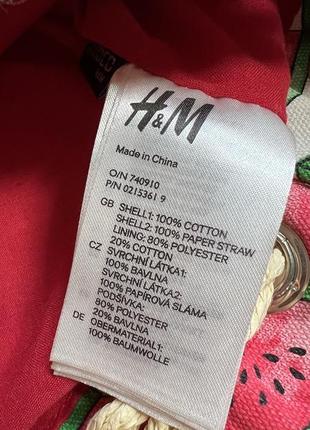 H&M
Made in China
O/N 740910
P/N 0215361 9
GB SHELL1: 100% COTTON
SHELL2: 100% PAPER STRAW
LINING: 80% POLYESTER
20% COTTON
CZ SVRCHNÍ LÁTKA1:
100% BAVLNA
SVRCHNÍ LÁTKA2:
100% PAPÍROVÁ SLÁMA
PODŠÍVKA:
80% POLYESTER
20% BAVLNA
DE OBERMATERIAL1:
100% BAUMWOLLE